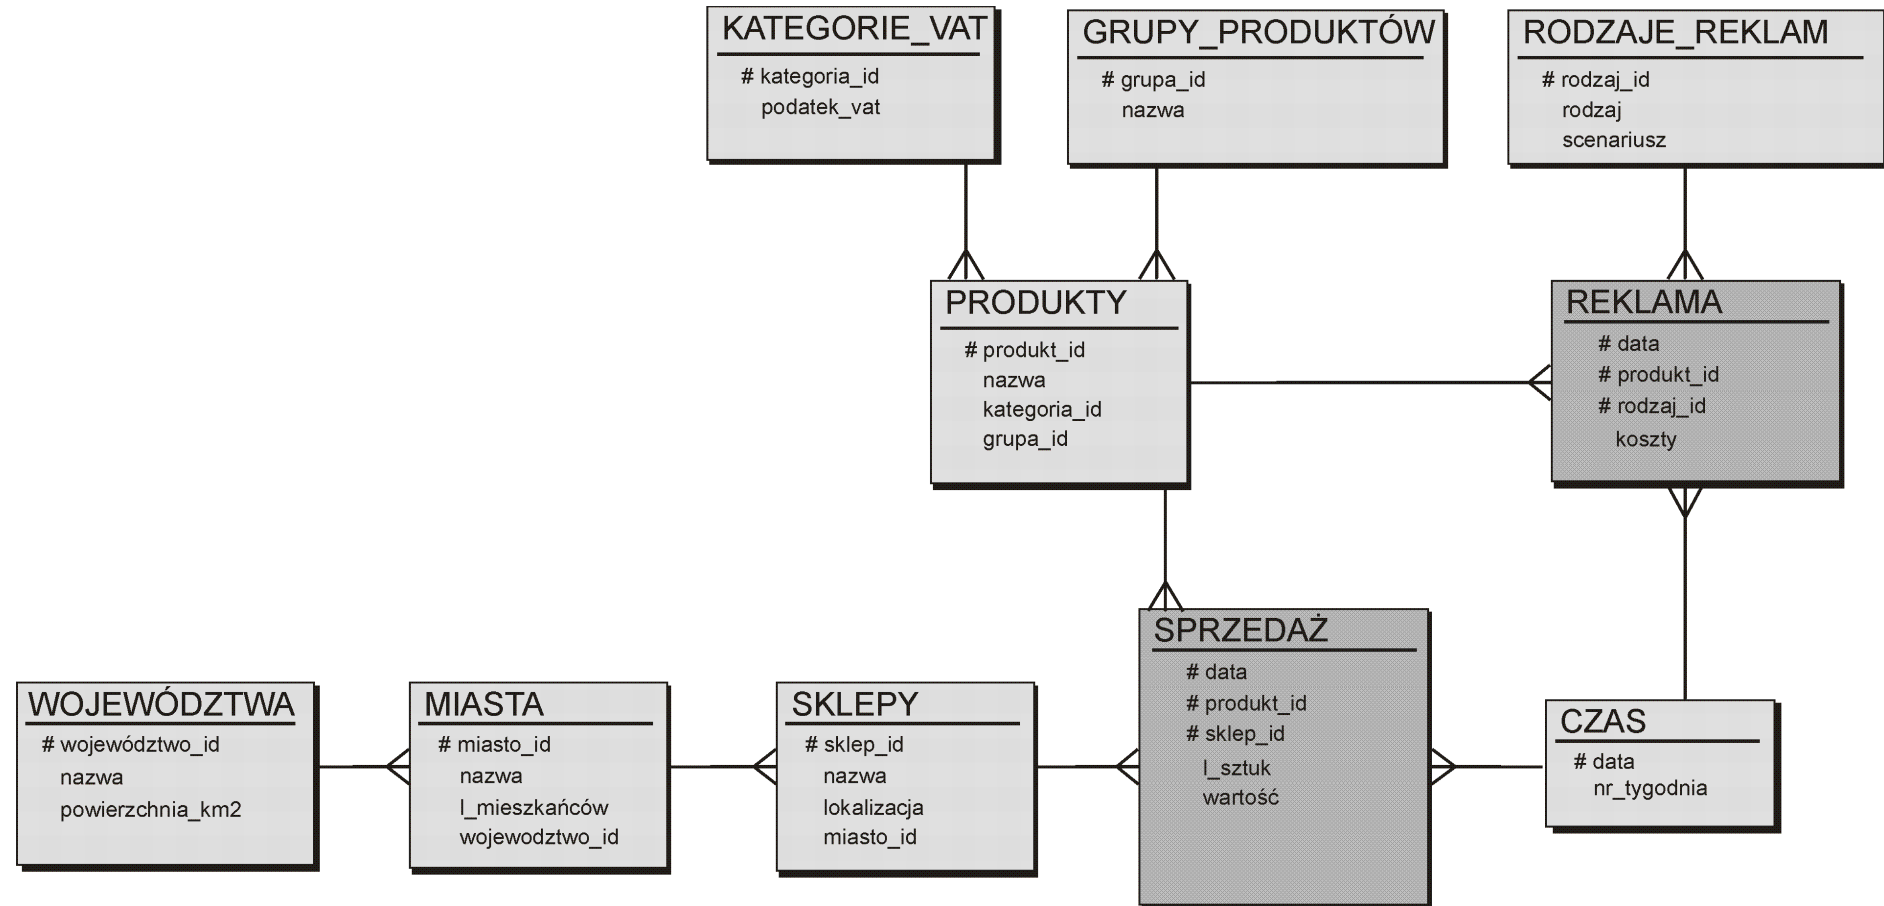 KATEGORIE_VAT
# kategoria_id
podatek_vat
GRUPY_PRODUKTÓW
# grupa_id
nazwa
RODZAJE_REKLAM
# rodzaj_id
rodzaj
scenariusz
PRODUKTY
# produkt_id
nazwa
kategoria_id
grupa_id
REKLAMA
# data
# produkt_id
# rodzaj_id
koszty
WOJEWÓDZTWA
# województwo_id
nazwa
powierzchnia_km2
MIASTA
# miasto_id
nazwa
l_mieszkańców
wojewodztwo_id
SKLEPY
# sklep_id
nazwa
lokalizacja
miasto_id
SPRZEDAŻ
# data
# produkt_id
# sklep_id
l_sztuk
wartość
CZAS
# data
nr_tygodnia